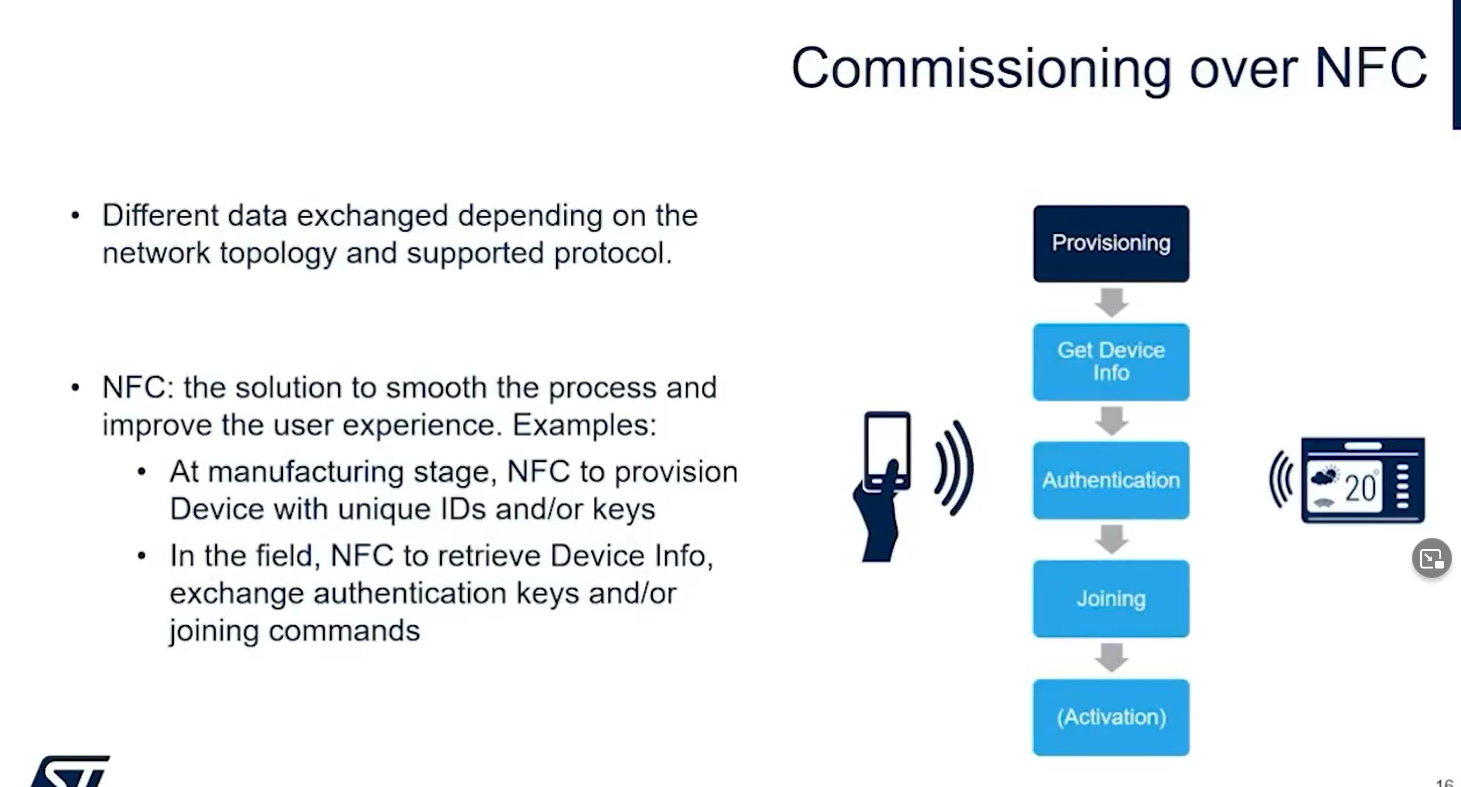 Commissioning over NFC
• Different data exchanged depending on the
network topology and supported protocol.
• NFC: the solution to smooth the process and
improve the user experience. Examples:
• At manufacturing stage, NFC to provision
Device with unique IDs and/or keys
• In the field, NFC to retrieve Device Info,
exchange authentication keys and/or
joining commands
Provisioning
Get Device
Info
Authentication
Joining
(Activation)
20°
ST
16